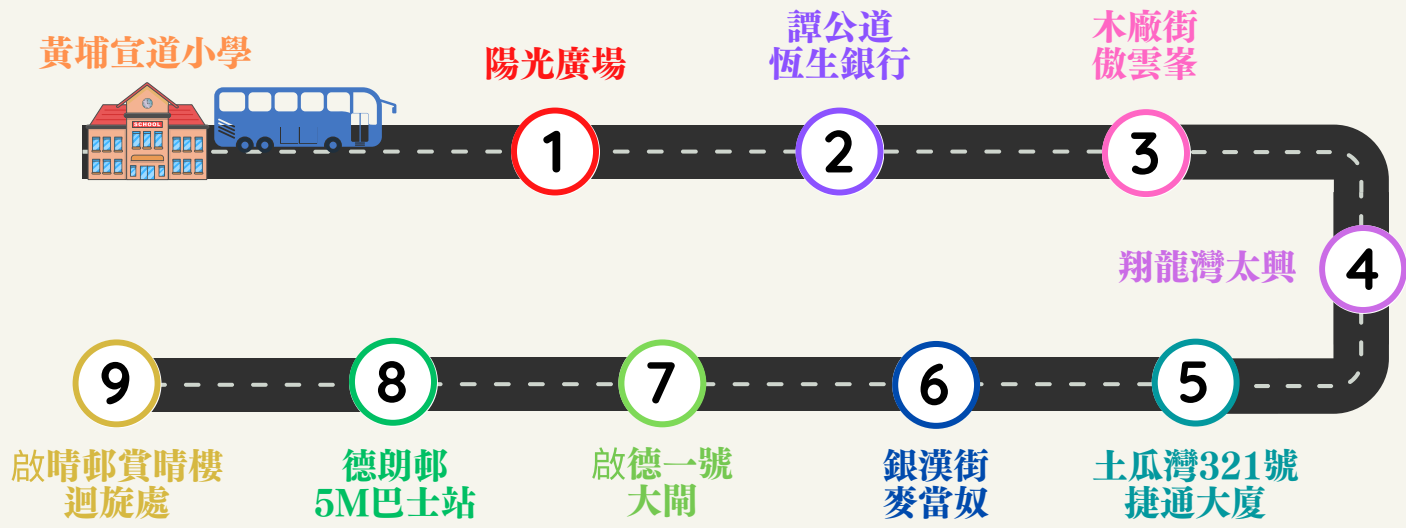 黃埔宣道小學
SCHOOL
陽光廣場
1
譚公道
恆生銀行
2
木廠街
傲雲峯
3
翔龍灣太興
4
5
土瓜灣321號
捷通大廈
6
銀漢街
麥當奴
7
啟德一號
大閘
8
德朗邨
5M巴士站
9
啟晴邨賞晴樓
迴旋處